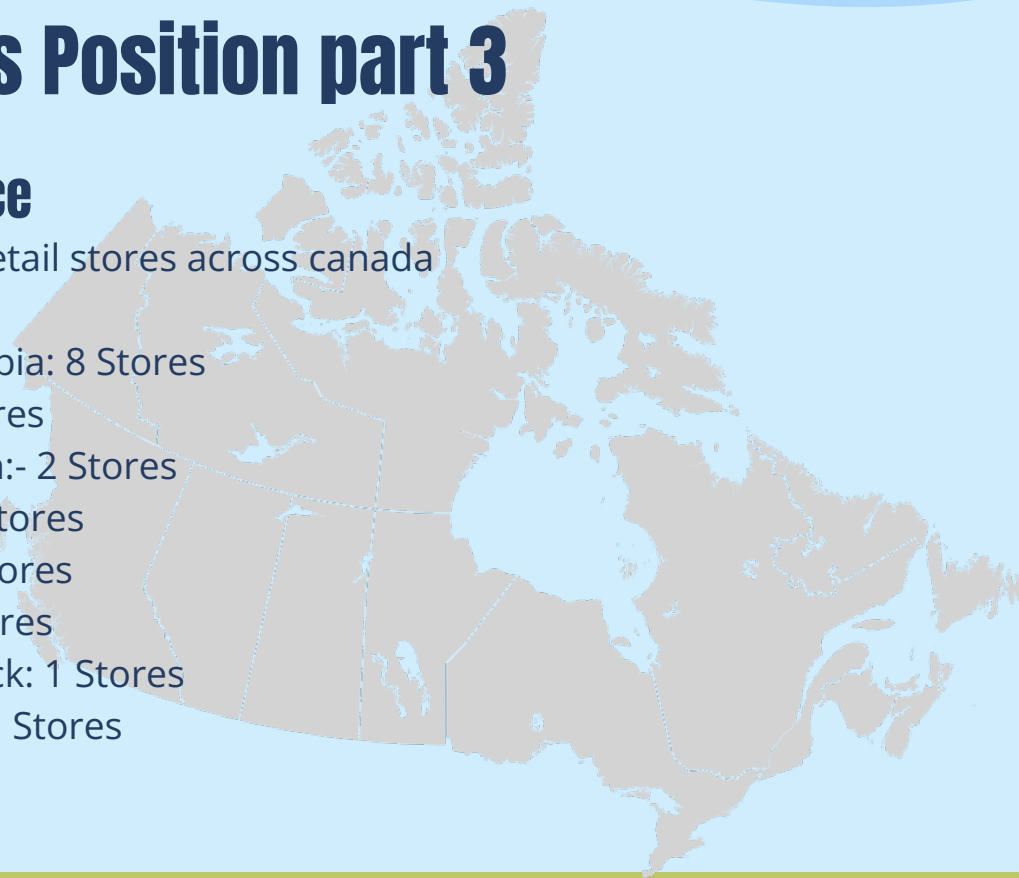 s Position part 3
ce
etail stores across canada
bia: 8 Stores
res
n:- 2 Stores
tores
ores
res
ck: 1 Stores
Stores